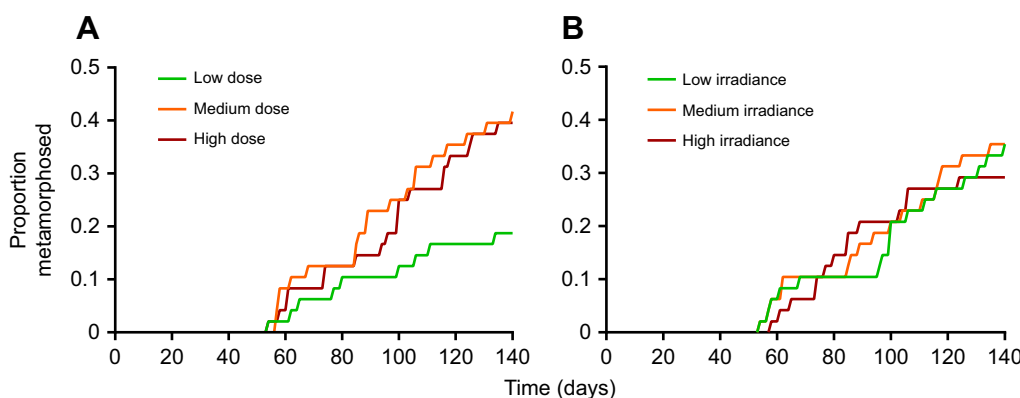 A
B
0.5
0.4
0.3
0.2
0.1
0
Proportion
metamorphosed
Low dose
Medium dose
High dose
0 20 40 60 80 100 120 140
0.5
0.4
0.3
0.2
0.1
0
Low irradiance
Medium irradiance
High irradiance
0 20 40 60 80 100 120 140
Time (days)